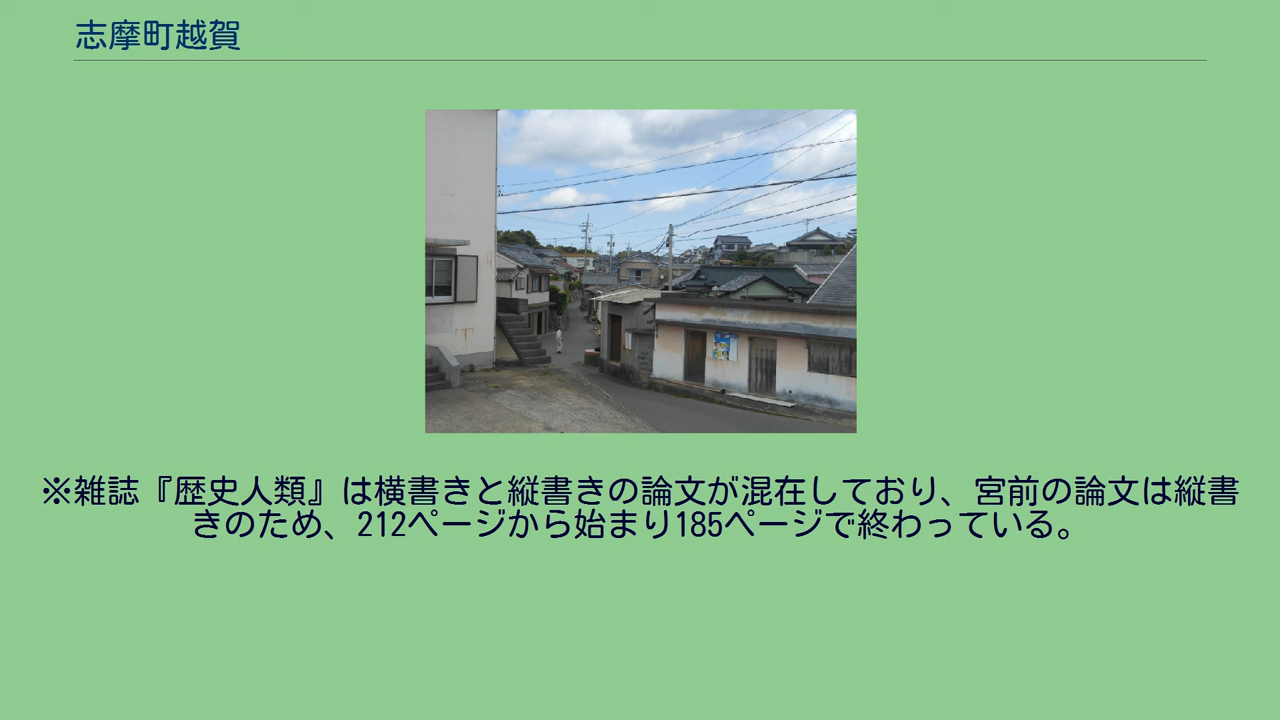 志摩町越賀
※雑誌『歴史人類』は横書きと縦書きの論文が混在しており、宮前の論文は縦書
きのため、212ページから始まり185ページで終わっている。